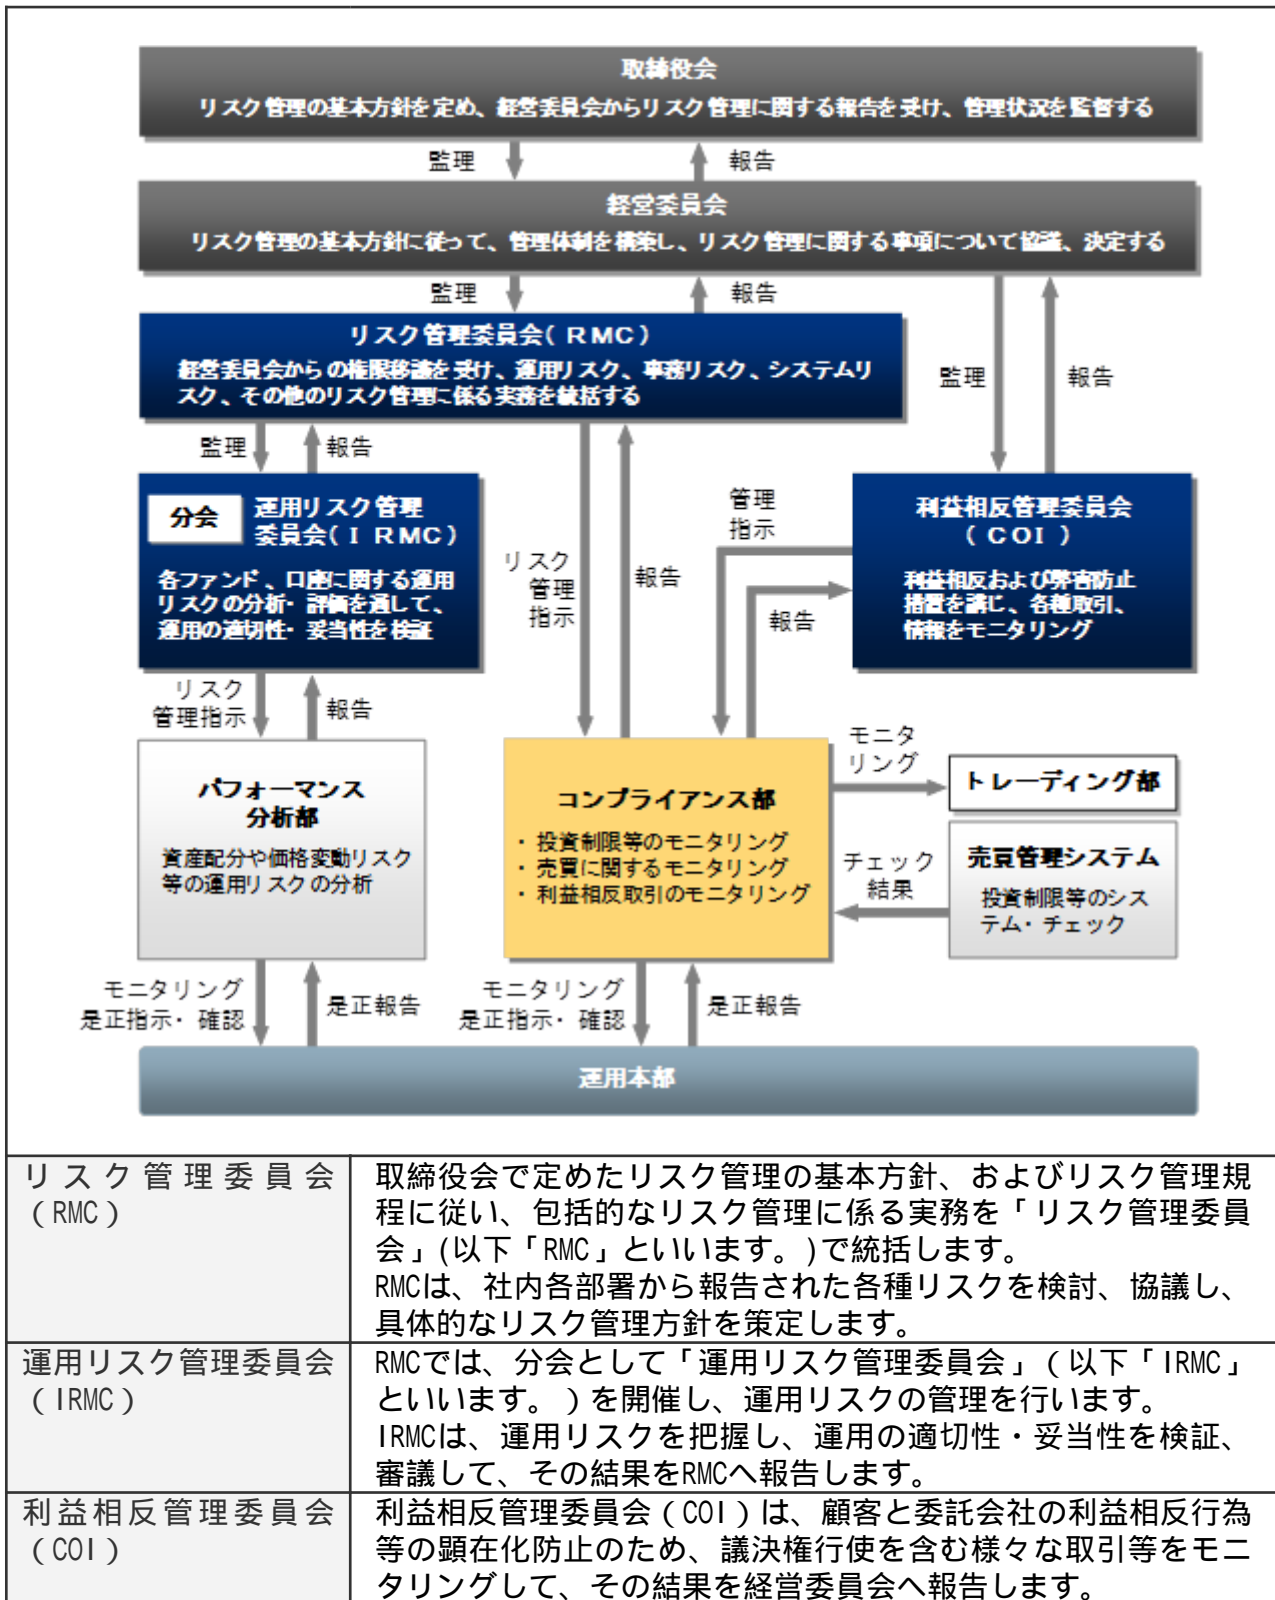 取締役会
リスク管理の基本方針を定め、経営委員会からリスク管理に関する報告を受け、管理状況を監督する
監理
報告
経営委員会
リスク管理の基本方針に従って、管理体制を構築し、リスク管理に関する事項について協議、決定する
監理
報告
リスク管理委員会(RMC)
経営委員会からの権限移譲を受け、運用リスク、事務リスク、システムリ
スク、その他のリスク管理に係る実務を統括する
監理
報告
監理
報告
分会
運用リスク管理
委員会(IRMC)
各ファンド、口座に関する運用
リスクの分析・評価を通して、
運用の適切性・妥当性を検証
リスク
管理
指示
報告
管理
指示
報告
利益相反管理委員会
(COI)
利益相反および弊害防止
措置を講じ、各種取引、
情報をモニタリング
リスク
管理指示
報告
パフォーマンス
分析部
資産配分や価格変動リスク
等の運用リスクの分析
コンプライアンス部
・投資制限等のモニタリング
・売買に関するモニタリング
・利益相反取引のモニタリング
モニタ
リング
トレーディング部
チェック
結果
売買管理システム
投資制限等のシス
テム・チェック
モニタリング
是正指示・確認
是正報告
モニタリング
是正指示・確認
是正報告
運用本部
リスク管理委員会
(RMC)
取締役会で定めたリスク管理の基本方針、およびリスク管理規
程に従い、包括的なリスク管理に係る実務を「リスク管理委員
会」(以下「RMC」といいます。)で統括します。
RMCは、社内各部署から報告された各種リスクを検討、協議し、
具体的なリスク管理方針を策定します。
運用リスク管理委員会
(IRMC)
RMCでは、分会として「運用リスク管理委員会」(以下「IRMC」
といいます。)を開催し、運用リスクの管理を行います。
IRMCは、運用リスクを把握し、運用の適切性・妥当性を検証、
審議して、その結果をRMCへ報告します。
利益相反管理委員会
(COI)
利益相反管理委員会(COI)は、顧客と委託会社の利益相反行為
等の顕在化防止のため、議決権行使を含む様々な取引等をモニ
タリングして、その結果を経営委員会へ報告します。